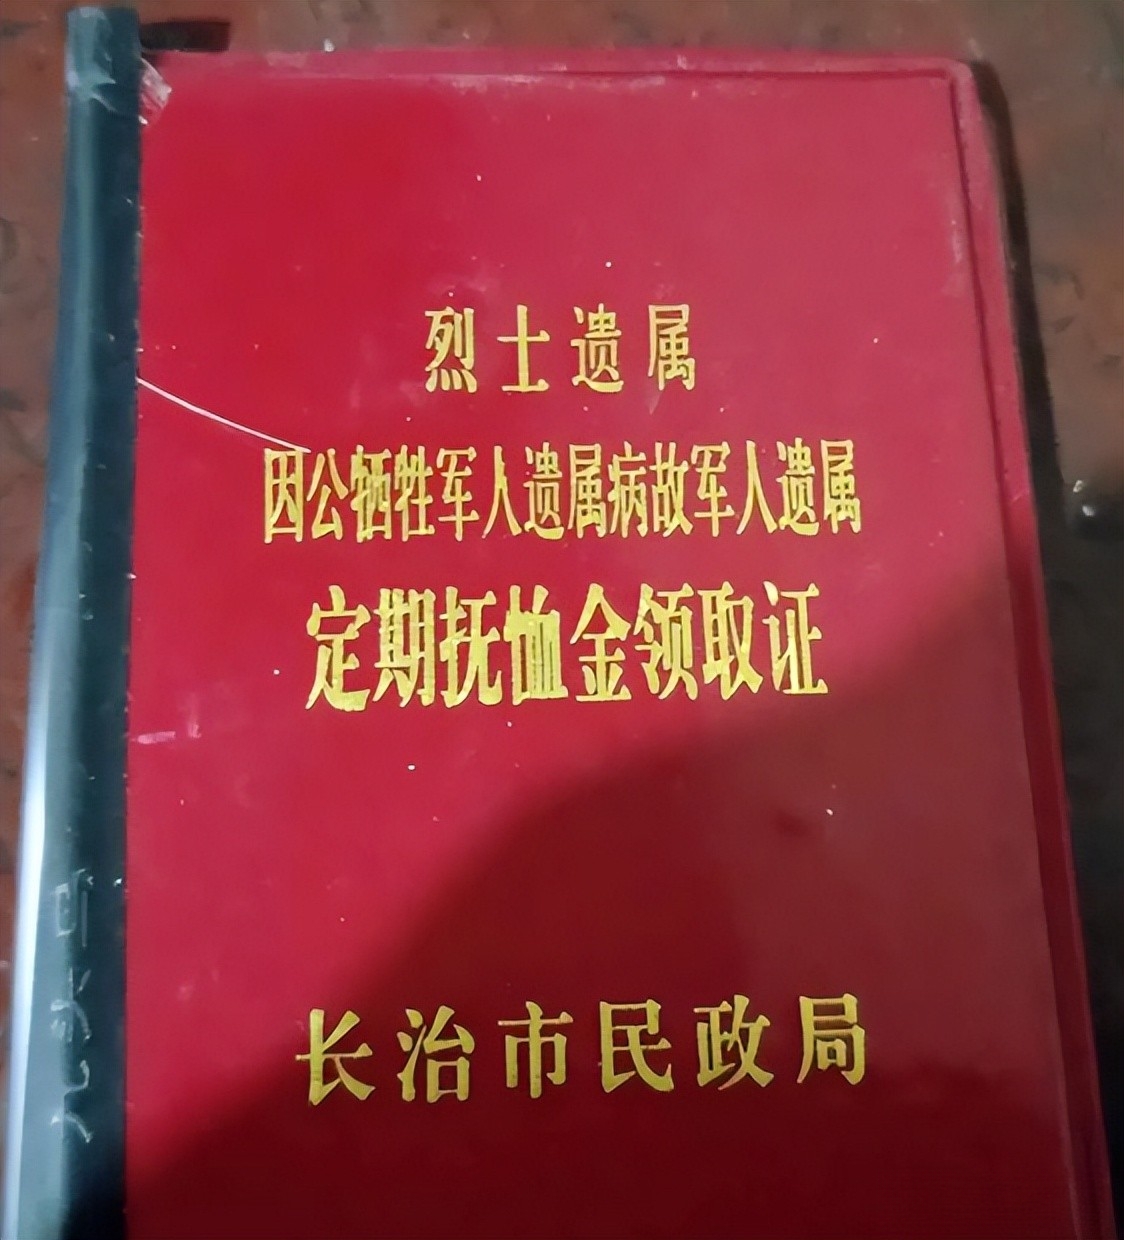 烈士遗属
因公牺牲军人遗属病故军人遗属
定期抚恤金领取证
长治市民政局